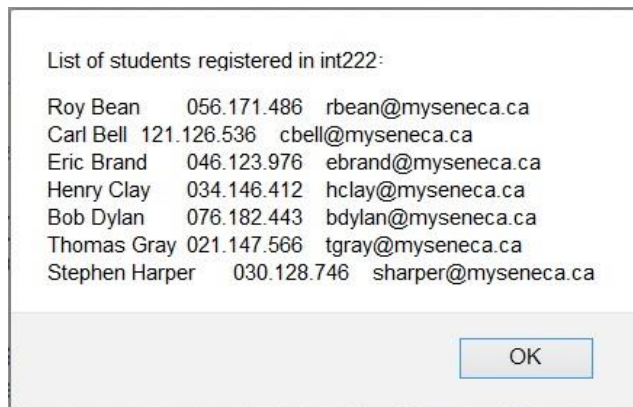 List of students registered in int222:
Roy Bean 056.171.486 rbean@myseneca.ca
Carl Bell 121.126.536 cbell@myseneca.ca
Eric Brand 046.123.976 ebrand@myseneca.ca
Henry Clay 034.146.412 hclay@myseneca.ca
Bob Dylan 076.182.443 bdylan@myseneca.ca
Thomas Gray 021.147.566 tgray@myseneca.ca
Stephen Harper 030.128.746 sharper@myseneca.ca
OK